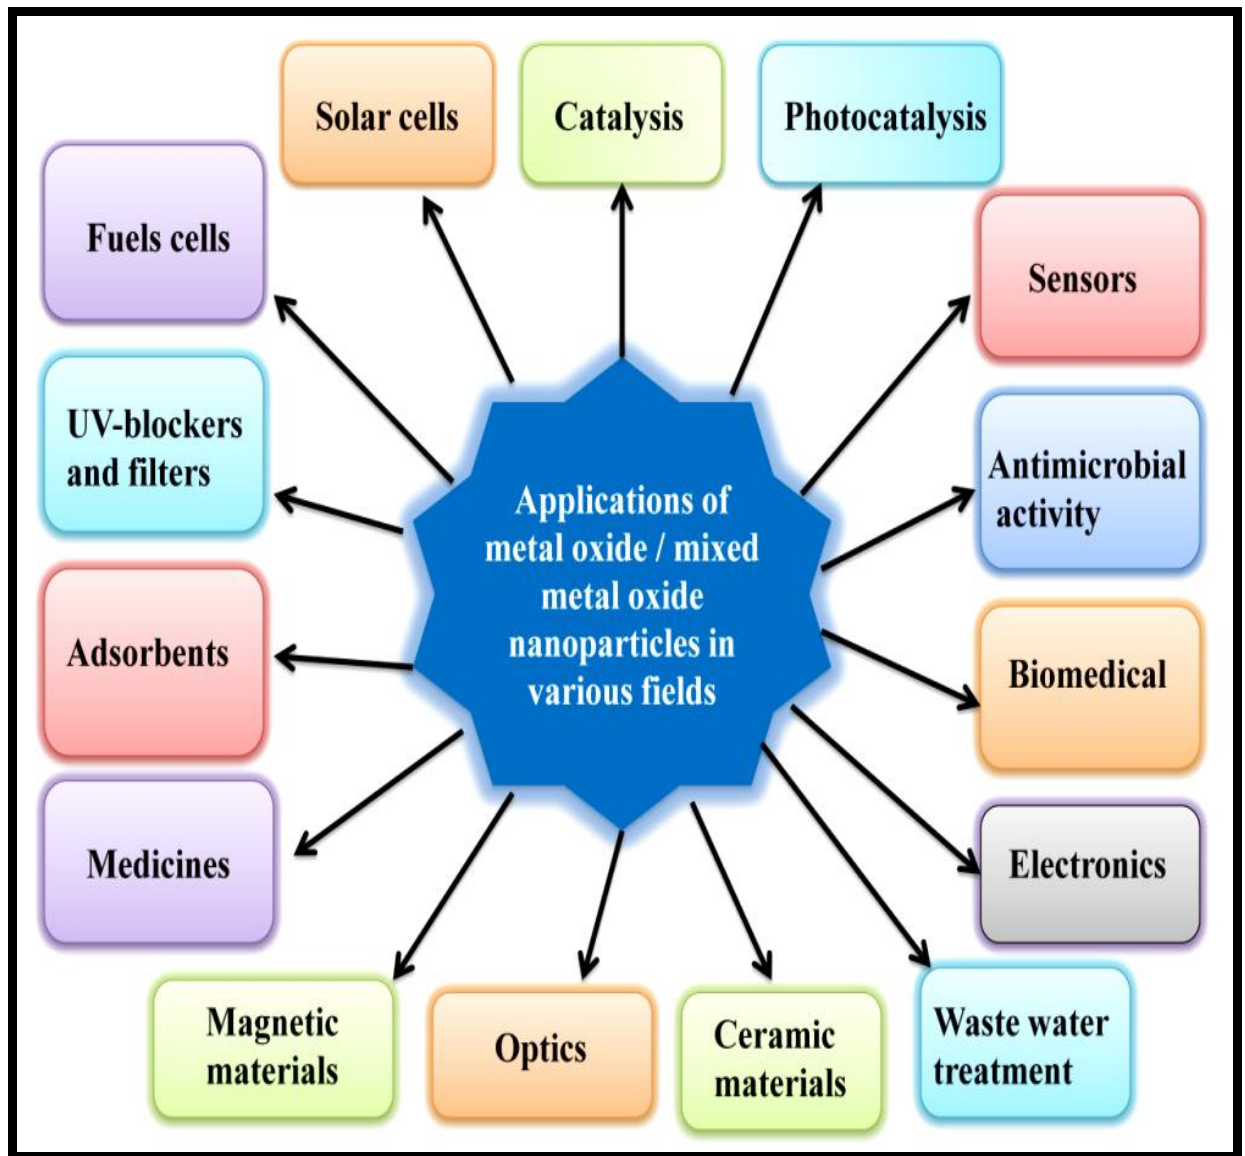 Solar cells
Catalysis
Photocatalysis
Fuels cells
Sensors
UV-blockers
and filters
Antimicrobial
activity
Applications of
metal oxide / mixed
metal oxide
nanoparticles in
various fields
Adsorbents
Biomedical
Medicines
Electronics
Magnetic
materials
Optics
Ceramic
materials
Waste water
treatment